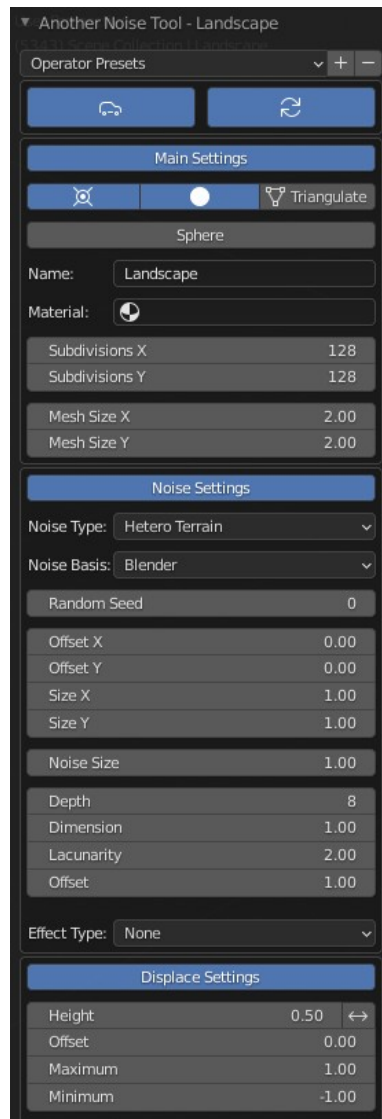 Another Noise Tool - Landscape
(5343) Scene Collection | Landscape
Operator Presets
Main Settings
Triangulate
Sphere
Name: Landscape
Material:
Subdivisions X 128
Subdivisions Y 128
Mesh Size X 2.00
Mesh Size Y 2.00
Noise Settings
Noise Type: Hetero Terrain
Noise Basis: Blender
Random Seed 0
Offset X 0.00
Offset Y 0.00
Size X 1.00
Size Y 1.00
Noise Size 1.00
Depth 8
Dimension 1.00
Lacunarity 2.00
Offset 1.00
Effect Type: None
Displace Settings
Height 0.50
Offset 0.00
Maximum 1.00
Minimum -1.00